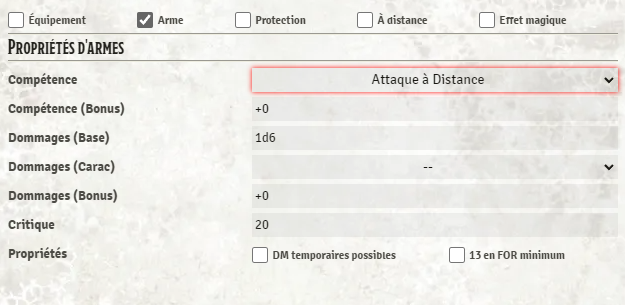 Équipement Arme Protection À distance Effet magique
Propriétés d'armes
Compétence Attaque à Distance
Compétence (Bonus) +0
Dommages (Base) 1d6
Dommages (Carac) --
Dommages (Bonus) +0
Critique 20
Propriétés DM temporaires possibles 13 en FOR minimum